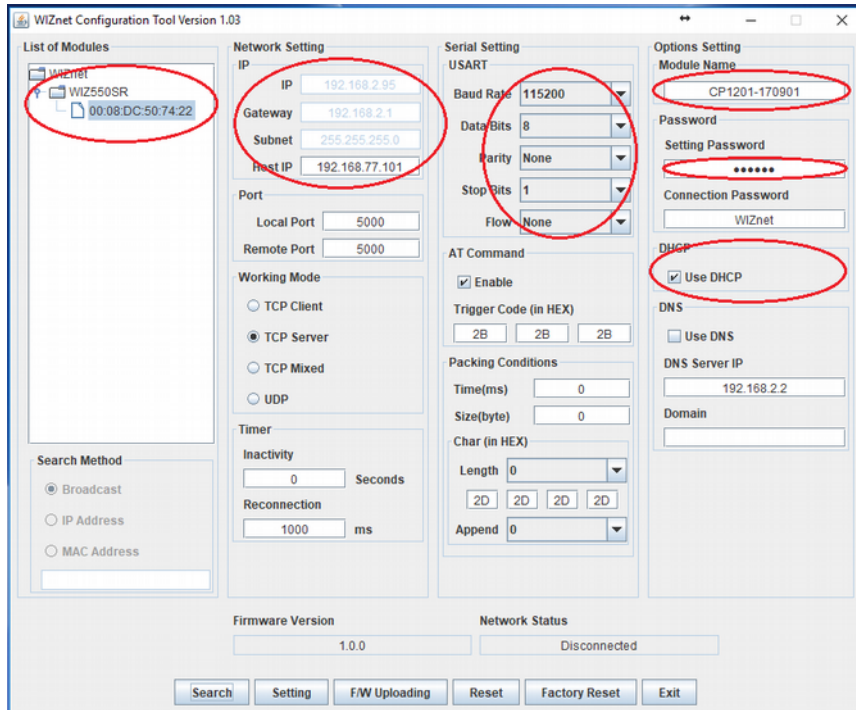 WIZnet Configuration Tool Version 1.03
List of Modules
WIZnet
WIZ550SR
00:08:DC:50:74:22
Search Method
Broadcast
IP Address
MAC Address
Network Setting
IP
IP 192.168.2.95
Gateway 192.168.2.1
Subnet 255.255.255.0
Host IP 192.168.77.101
Port
Local Port 5000
Remote Port 5000
Working Mode
TCP Client
TCP Server
TCP Mixed
UDP
Timer
Inactivity
0 Seconds
Reconnection
1000 ms
Serial Setting
USART
Baud Rate 115200
Data Bits 8
Parity None
Stop Bits 1
Flow None
AT Command
Enable
Trigger Code (in HEX)
2B 2B 2B
Packing Conditions
Time(ms) 0
Size(byte) 0
Char (in HEX)
Length 0
2D 2D 2D 2D
Append 0
Options Setting
Module Name
CP1201-170901
Password
Setting Password
••••••
Connection Password
WIZnet
DHCP
Use DHCP
DNS
Use DNS
DNS Server IP
192.168.2.2
Domain
Firmware Version
1.0.0
Network Status
Disconnected
Search Setting F/W Uploading Reset Factory Reset Exit